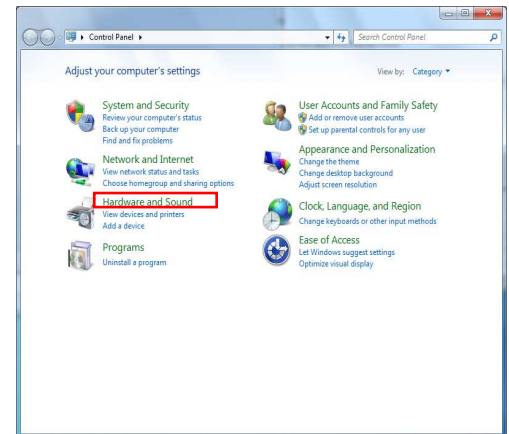 Control Panel
Search Control Panel
Adjust your computer's settings
View by: Category
System and Security
Review your computer's status
Back up your computer
Find and fix problems
Network and Internet
View network status and tasks
Choose homegroup and sharing options
Hardware and Sound
View devices and printers
Add a device
Programs
Uninstall a program
User Accounts and Family Safety
Add or remove user accounts
Set up parental controls for any user
Appearance and Personalization
Change the theme
Change desktop background
Adjust screen resolution
Clock, Language, and Region
Change keyboards or other input methods
Ease of Access
Let Windows suggest settings
Optimize visual display